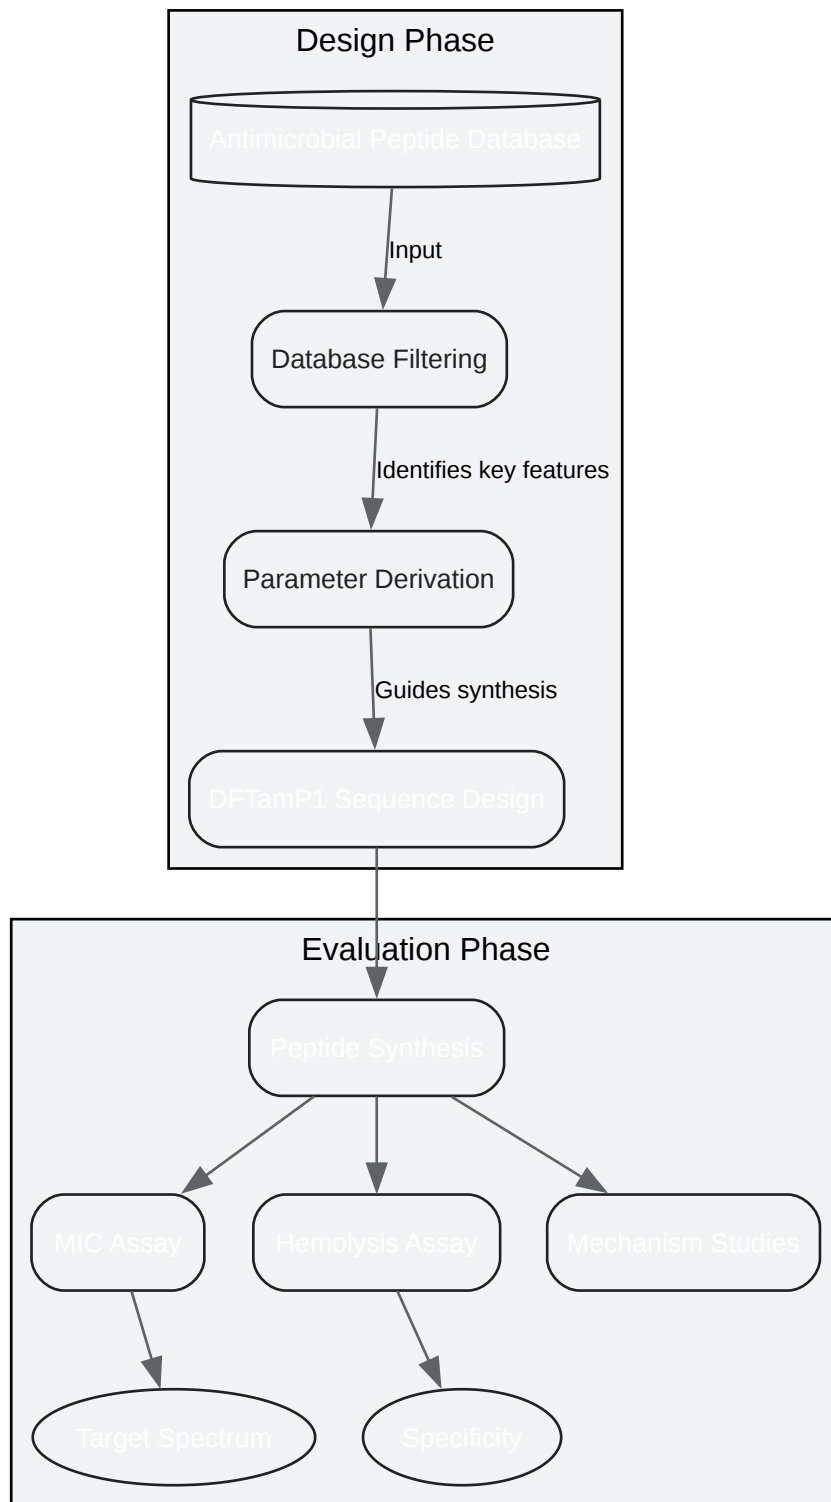 Design Phase
Antimicrobial Peptide Database
Input
Database Filtering
Identifies key features
Parameter Derivation
Guides synthesis
DFTamP1 Sequence Design
Evaluation Phase
Peptide Synthesis
MIC Assay
Hemolysis Assay
Mechanism Studies
Target Spectrum
Specificity